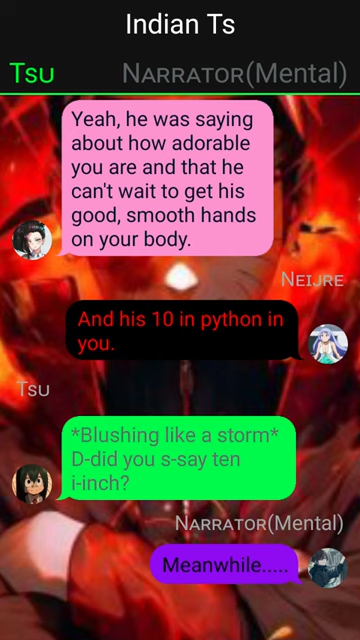 Indian Ts
Tsu Narrator(Mental)
Yeah, he was saying
about how adorable
you are and that he
can't wait to get his
good, smooth hands
on your body.
Neijre
And his 10 in python in
you.
Tsu
*Blushing like a storm*
D-did you s-say ten
i-inch?
Narrator(Mental)
Meanwhile.....